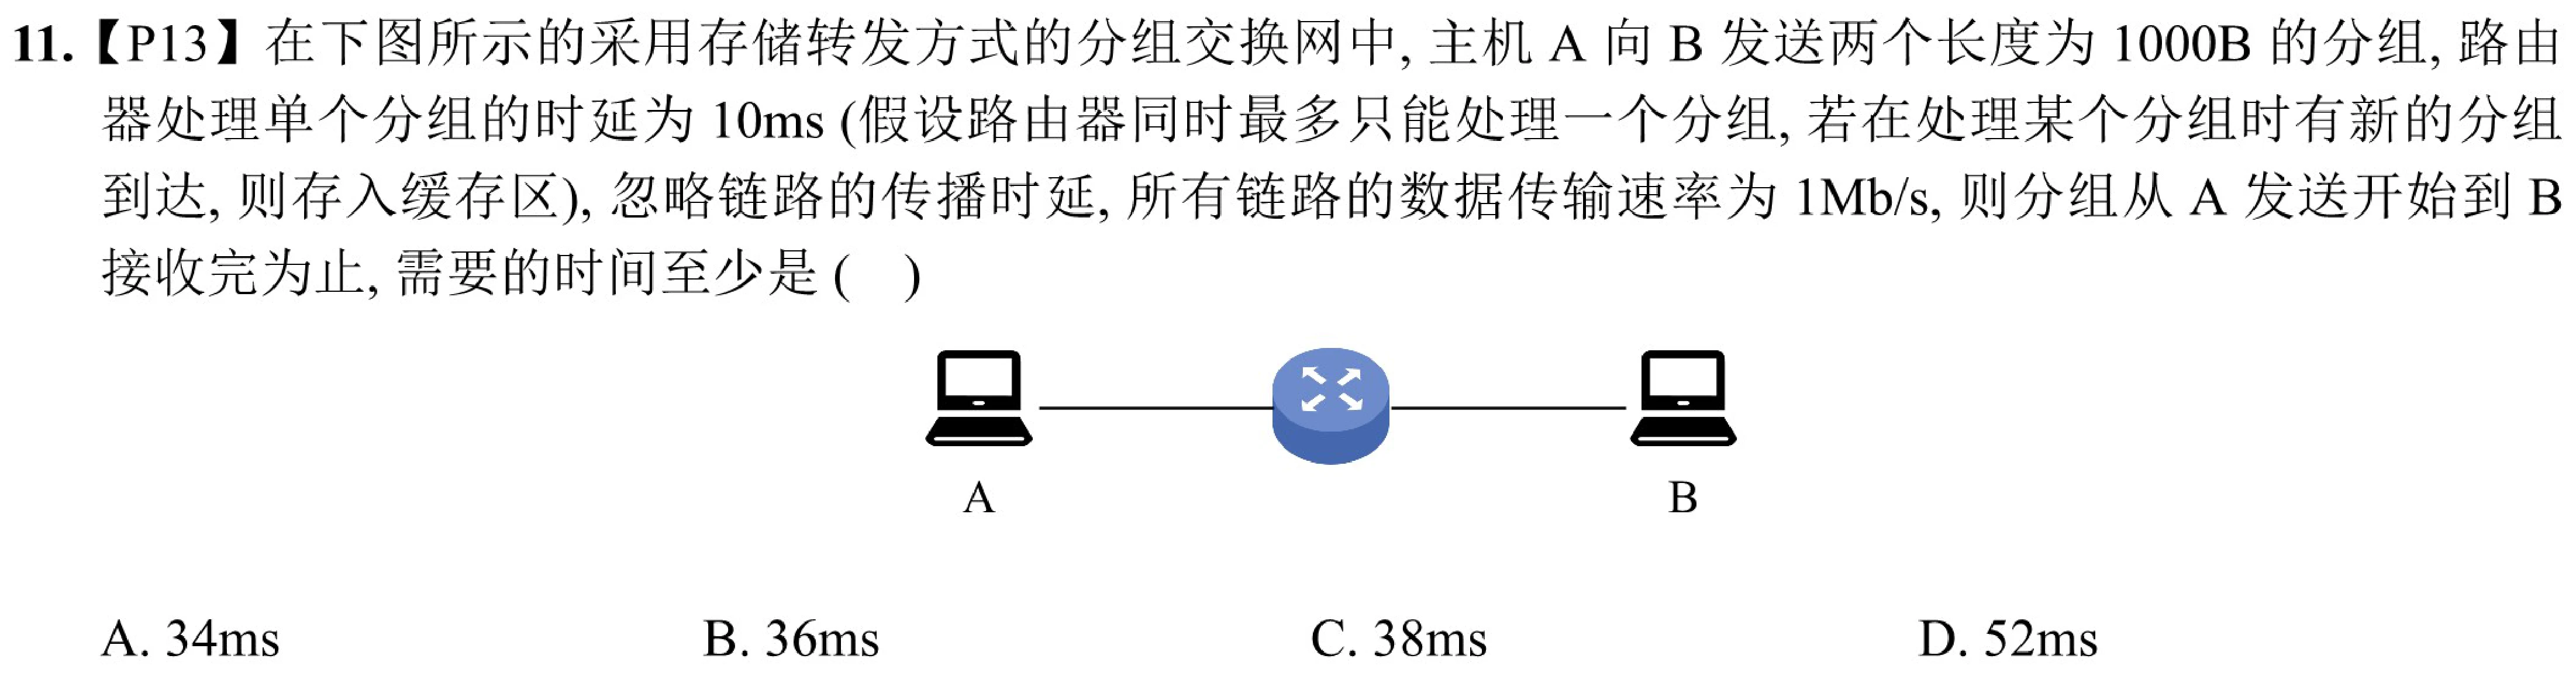 11.【P13】在下图所示的采用存储转发方式的分组交换网中, 主机 A 向 B 发送两个长度为 1000B 的分组, 路由
器处理单个分组的时延为 10ms (假设路由器同时最多只能处理一个分组, 若在处理某个分组时有新的分组
到达, 则存入缓存区), 忽略链路的传播时延, 所有链路的数据传输速率为 1Mb/s, 则分组从 A 发送开始到 B
接收完为止, 需要的时间至少是 ( )
A B
A. 34ms B. 36ms C. 38ms D. 52ms